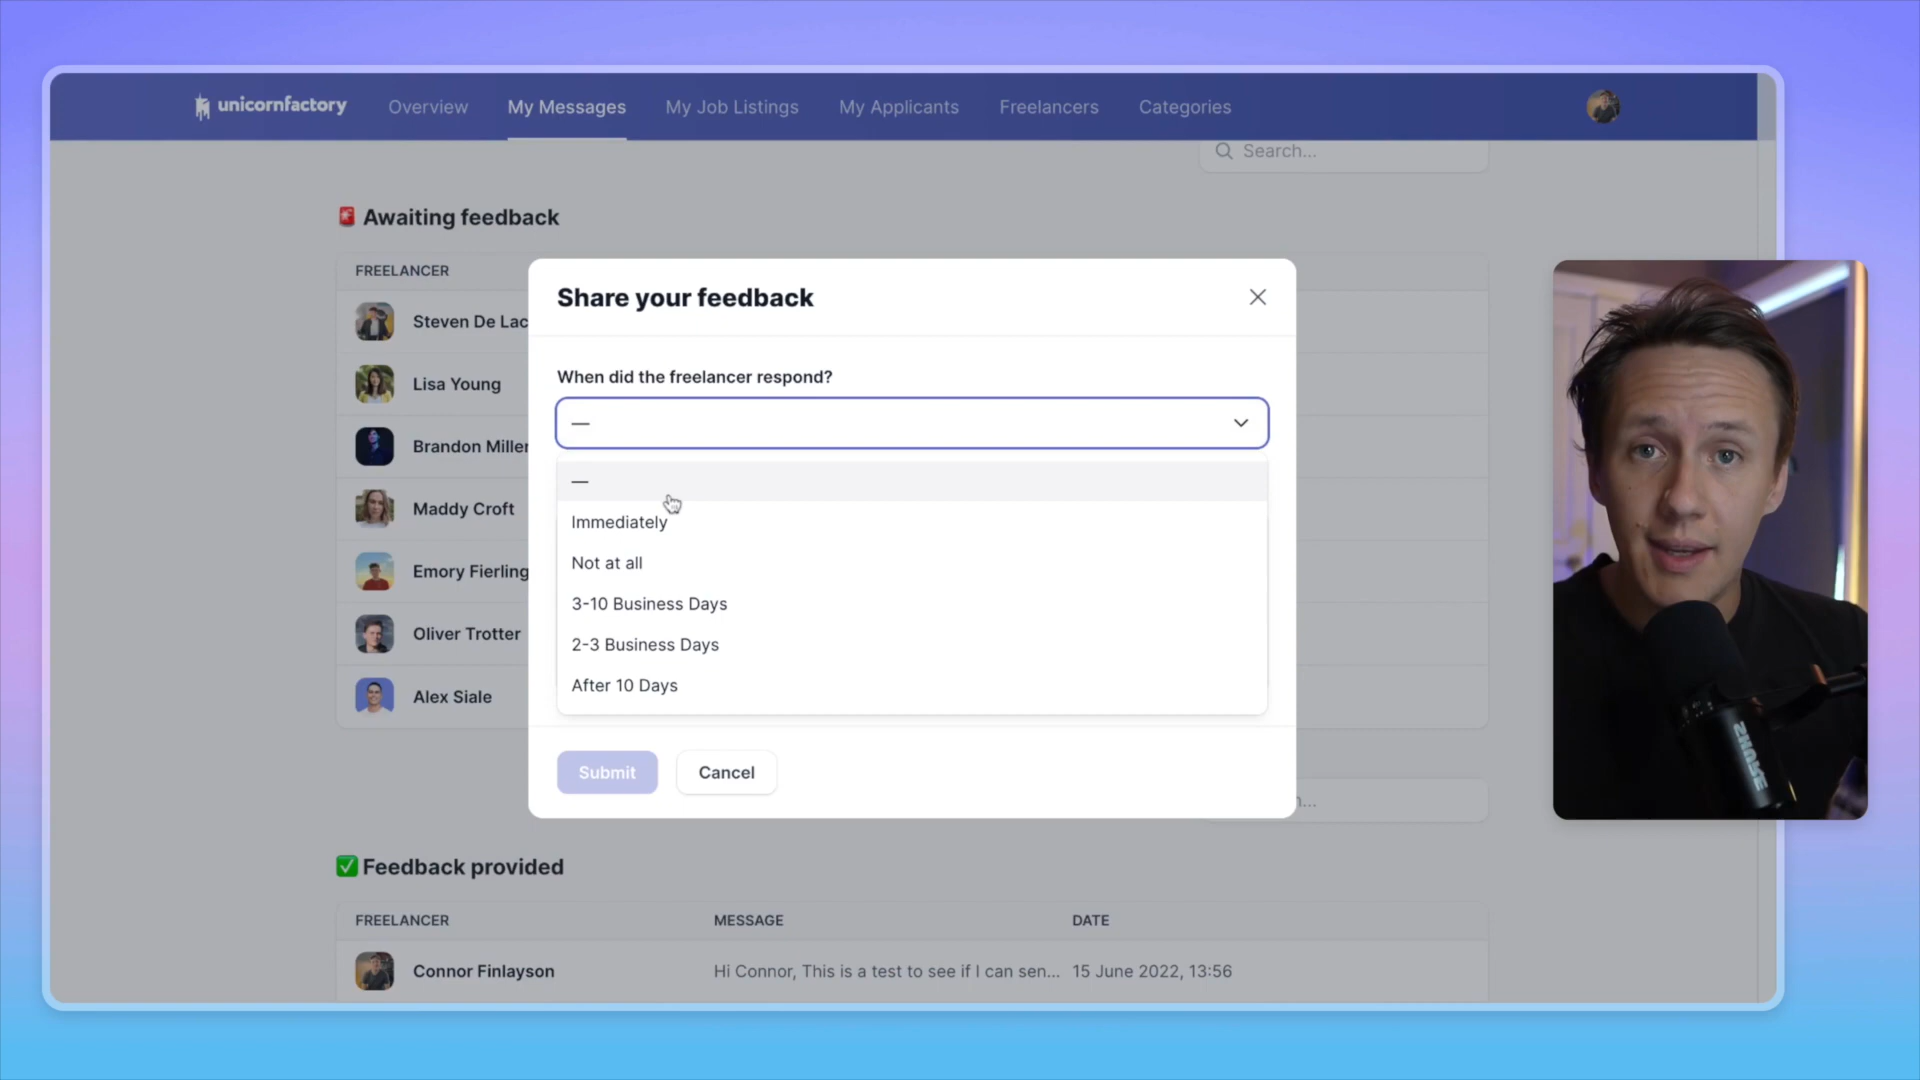 unicornfactory
Overview
My Messages
My Job Listings
My Applicants
Freelancers
Categories
Search...
Awaiting feedback
FREELANCER
Steven De Lac
Lisa Young
Brandon Miller
Maddy Croft
Emory Fierling
Oliver Trotter
Alex Siale
Share your feedback
When did the freelancer respond?
—
—
Immediately
Not at all
3-10 Business Days
2-3 Business Days
After 10 Days
Submit
Cancel
Feedback provided
FREELANCER MESSAGE DATE
Connor Finlayson Hi Connor, This is a test to see if I can sen... 15 June 2022, 13:56
SHURE